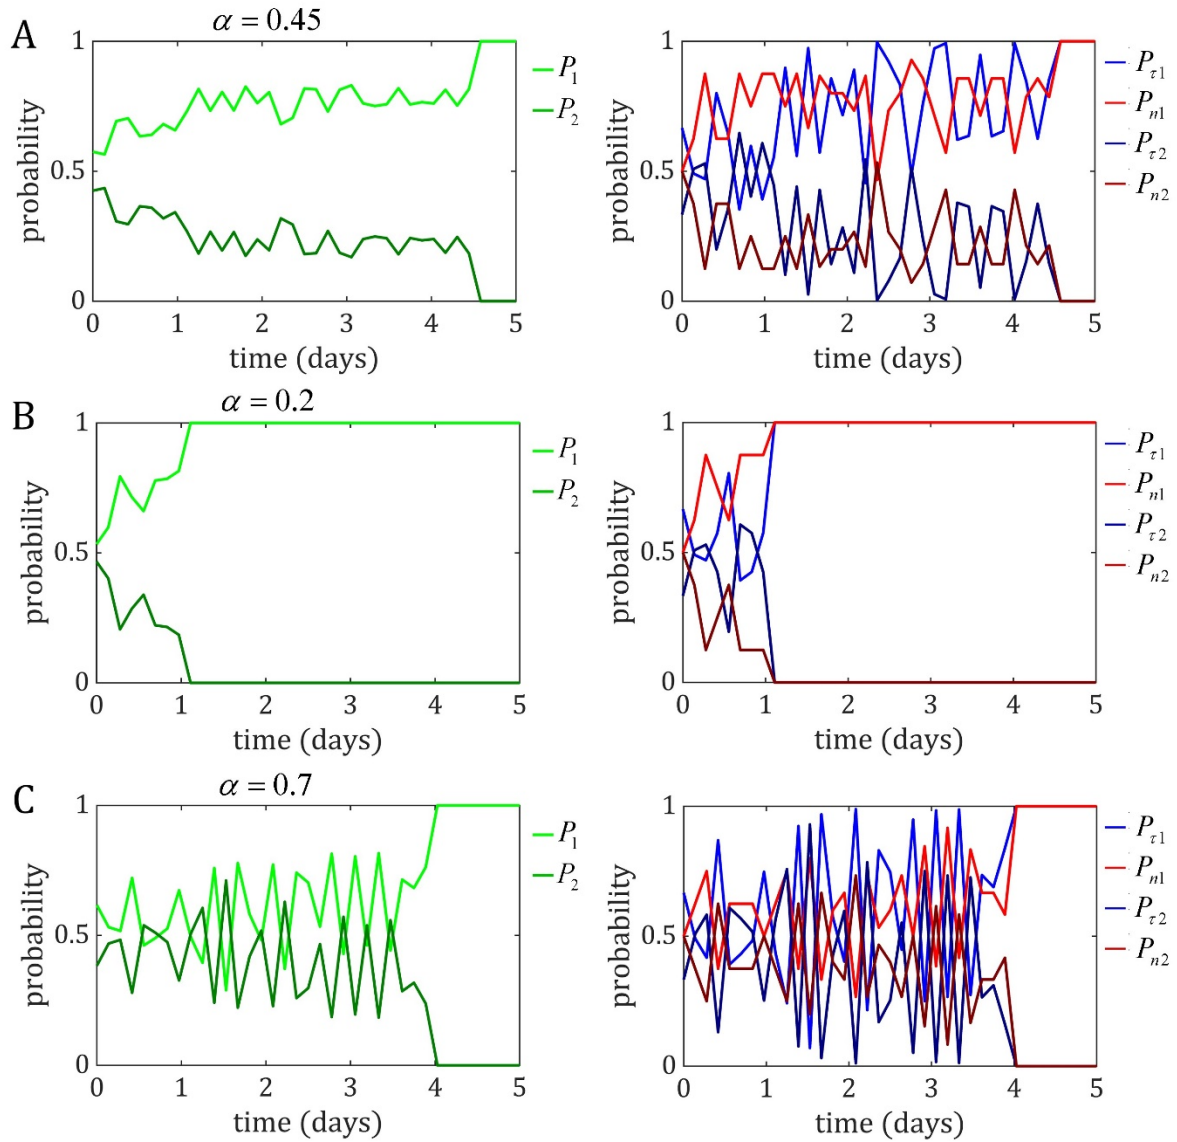 A
α = 0.45
1
0.5
0
probability
0 1 2 3 4 5
time (days)
P1
P2
1
0.5
0
probability
0 1 2 3 4 5
time (days)
Pτ1
Pn1
Pτ2
Pn2
B
α = 0.2
1
0.5
0
probability
0 1 2 3 4 5
time (days)
P1
P2
1
0.5
0
probability
0 1 2 3 4 5
time (days)
Pτ1
Pn1
Pτ2
Pn2
C
α = 0.7
1
0.5
0
probability
0 1 2 3 4 5
time (days)
P1
P2
1
0.5
0
probability
0 1 2 3 4 5
time (days)
Pτ1
Pn1
Pτ2
Pn2